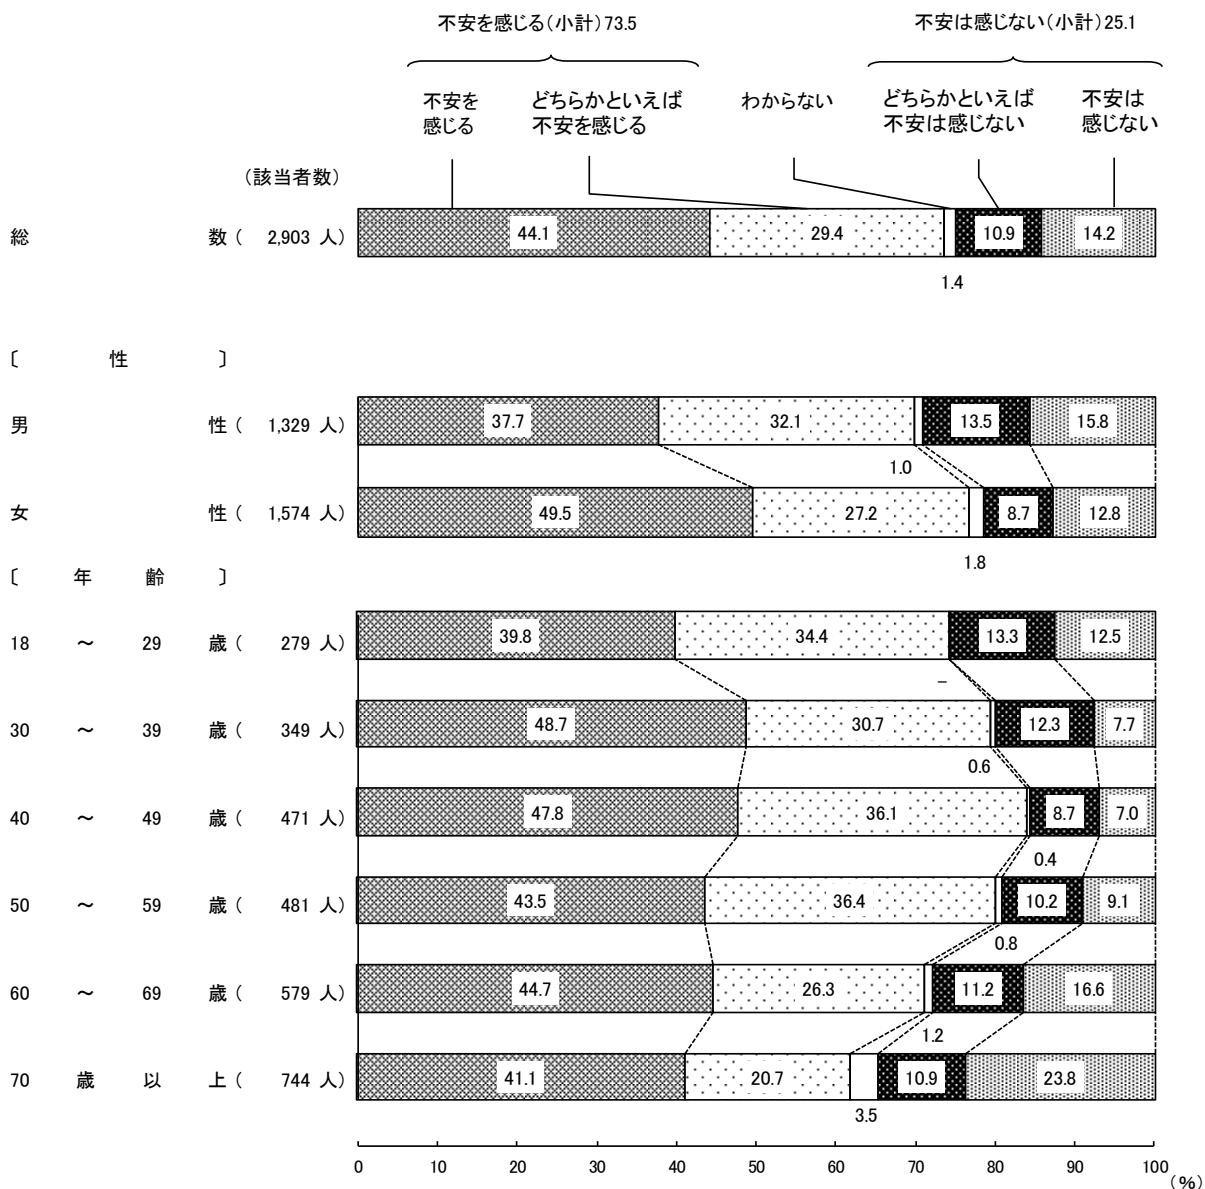 不安を感じる(小計)73.5 不安は感じない(小計)25.1
不安を
感じる
どちらかといえば
不安を感じる
わからない
どちらかといえば
不安は感じない
不安は
感じない
(該当者数)
総 数 ( 2,903 人) 44.1 29.4 10.9 14.2
1.4
〔 性 〕
男 性 ( 1,329 人) 37.7 32.1 13.5 15.8
1.0
女 性 ( 1,574 人) 49.5 27.2 8.7 12.8
1.8
〔 年 齢 〕
18 ～ 29 歳 ( 279 人) 39.8 34.4 13.3 12.5
－
30 ～ 39 歳 ( 349 人) 48.7 30.7 12.3 7.7
0.6
40 ～ 49 歳 ( 471 人) 47.8 36.1 8.7 7.0
0.4
50 ～ 59 歳 ( 481 人) 43.5 36.4 10.2 9.1
0.8
60 ～ 69 歳 ( 579 人) 44.7 26.3 11.2 16.6
1.2
70 歳 以 上 ( 744 人) 41.1 20.7 10.9 23.8
3.5
0 10 20 30 40 50 60 70 80 90 100
(%)